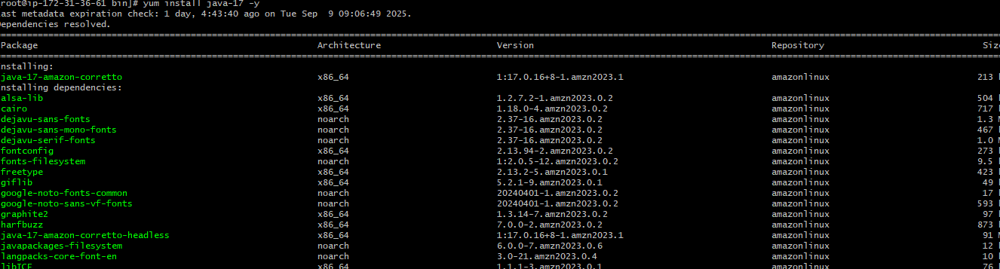 root@ip-172-31-36-61 bin]# yum install java-17 -y
ast metadata expiration check: 1 day, 4:43:40 ago on Tue Sep  9 09:06:49 2025.
ependencies resolved.
Package Architecture Version Repository Siz
nstalling:
java-17-amazon-corretto x86_64 1:17.0.16+8-1.amzn2023.1 amazonlinux 213
nstalling dependencies:
alsa-lib x86_64 1.2.7.2-1.amzn2023.0.2 amazonlinux 504
cairo x86_64 1.18.0-4.amzn2023.0.2 amazonlinux 717
dejavu-sans-fonts noarch 2.37-16.amzn2023.0.2 amazonlinux 1.3
dejavu-sans-mono-fonts noarch 2.37-16.amzn2023.0.2 amazonlinux 467
dejavu-serif-fonts noarch 2.37-16.amzn2023.0.2 amazonlinux 1.0
fontconfig x86_64 2.13.94-2.amzn2023.0.2 amazonlinux 273
fonts-filesystem noarch 1:2.0.5-12.amzn2023.0.2 amazonlinux 9.5
freetype x86_64 2.13.2-5.amzn2023.0.1 amazonlinux 423
giflib x86_64 5.2.1-9.amzn2023.0.1 amazonlinux 49
google-noto-fonts-common noarch 20240401-1.amzn2023.0.2 amazonlinux 17
google-noto-sans-vf-fonts noarch 20240401-1.amzn2023.0.2 amazonlinux 593
graphite2 x86_64 1.3.14-7.amzn2023.0.2 amazonlinux 97
harfbuzz x86_64 7.0.0-2.amzn2023.0.2 amazonlinux 873
java-17-amazon-corretto-headless x86_64 1:17.0.16+8-1.amzn2023.1 amazonlinux 91
javapackages-filesystem noarch 6.0.0-7.amzn2023.0.6 amazonlinux 12
langpacks-core-font-en noarch 3.0-21.amzn2023.0.4 amazonlinux 10
libICE x86_64 1.1.1-3.amzn2023.0.1 amazonlinux 76